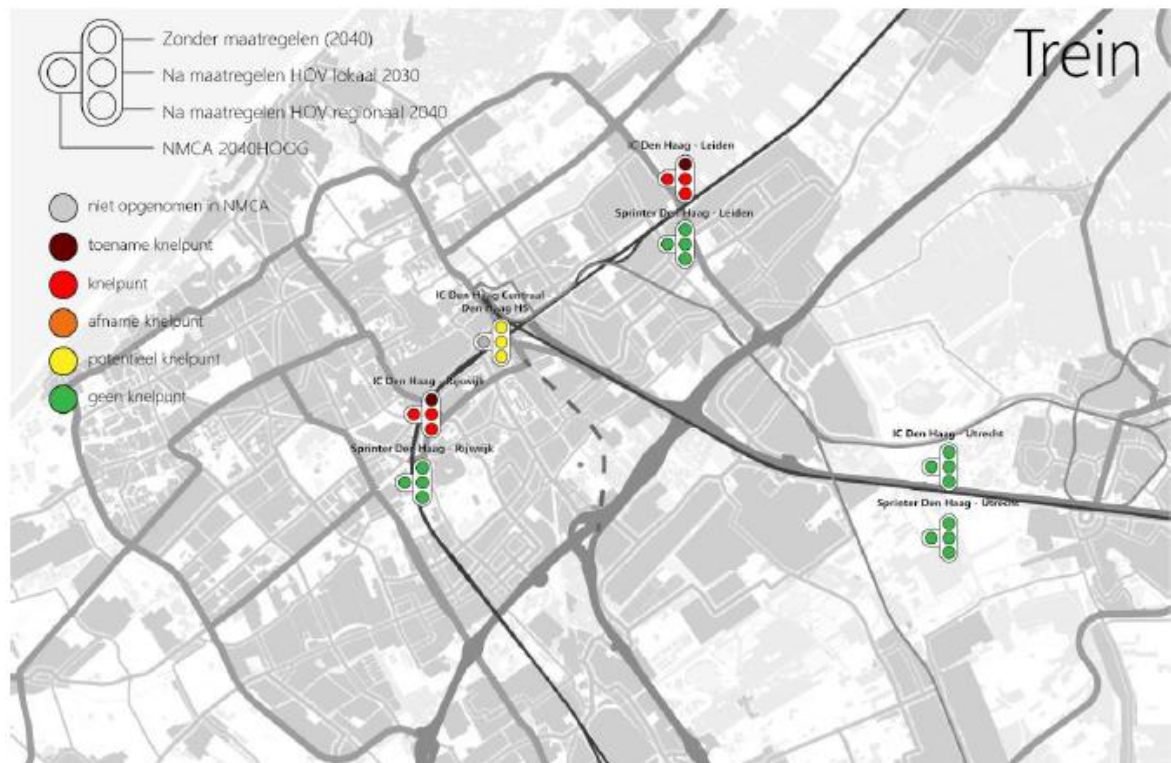 Trein
Zonder maatregelen (2040)
Na maatregelen HOV lokaal 2030
Na maatregelen HOV regionaal 2040
NMCA 2040HOOG
niet opgenomen in NMCA
toename knelpunt
knelpunt
afname knelpunt
potentieel knelpunt
geen knelpunt
IC Den Haag - Leiden
Sprinter Den Haag - Leiden
IC Den Haag Centraal -
Den Haag HS
IC Den Haag - Rijswijk
Sprinter Den Haag - Rijwrijk
IC Den Haag - Utrecht
Sprinter Den Haag - Utrecht